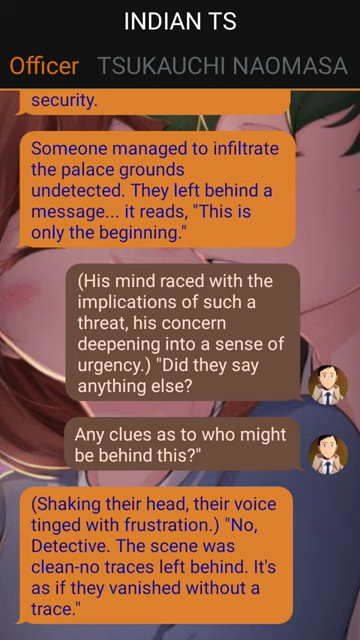 INDIAN TS
Officer TSUKAUCHI NAOMASA
security.
Someone managed to infiltrate
the palace grounds
undetected. They left behind a
message... it reads, "This is
only the beginning."
(His mind raced with the
implications of such a
threat, his concern
deepening into a sense of
urgency.) "Did they say
anything else?
Any clues as to who might
be behind this?"
(Shaking their head, their voice
tinged with frustration.) "No,
Detective. The scene was
clean-no traces left behind. It's
as if they vanished without a
trace."